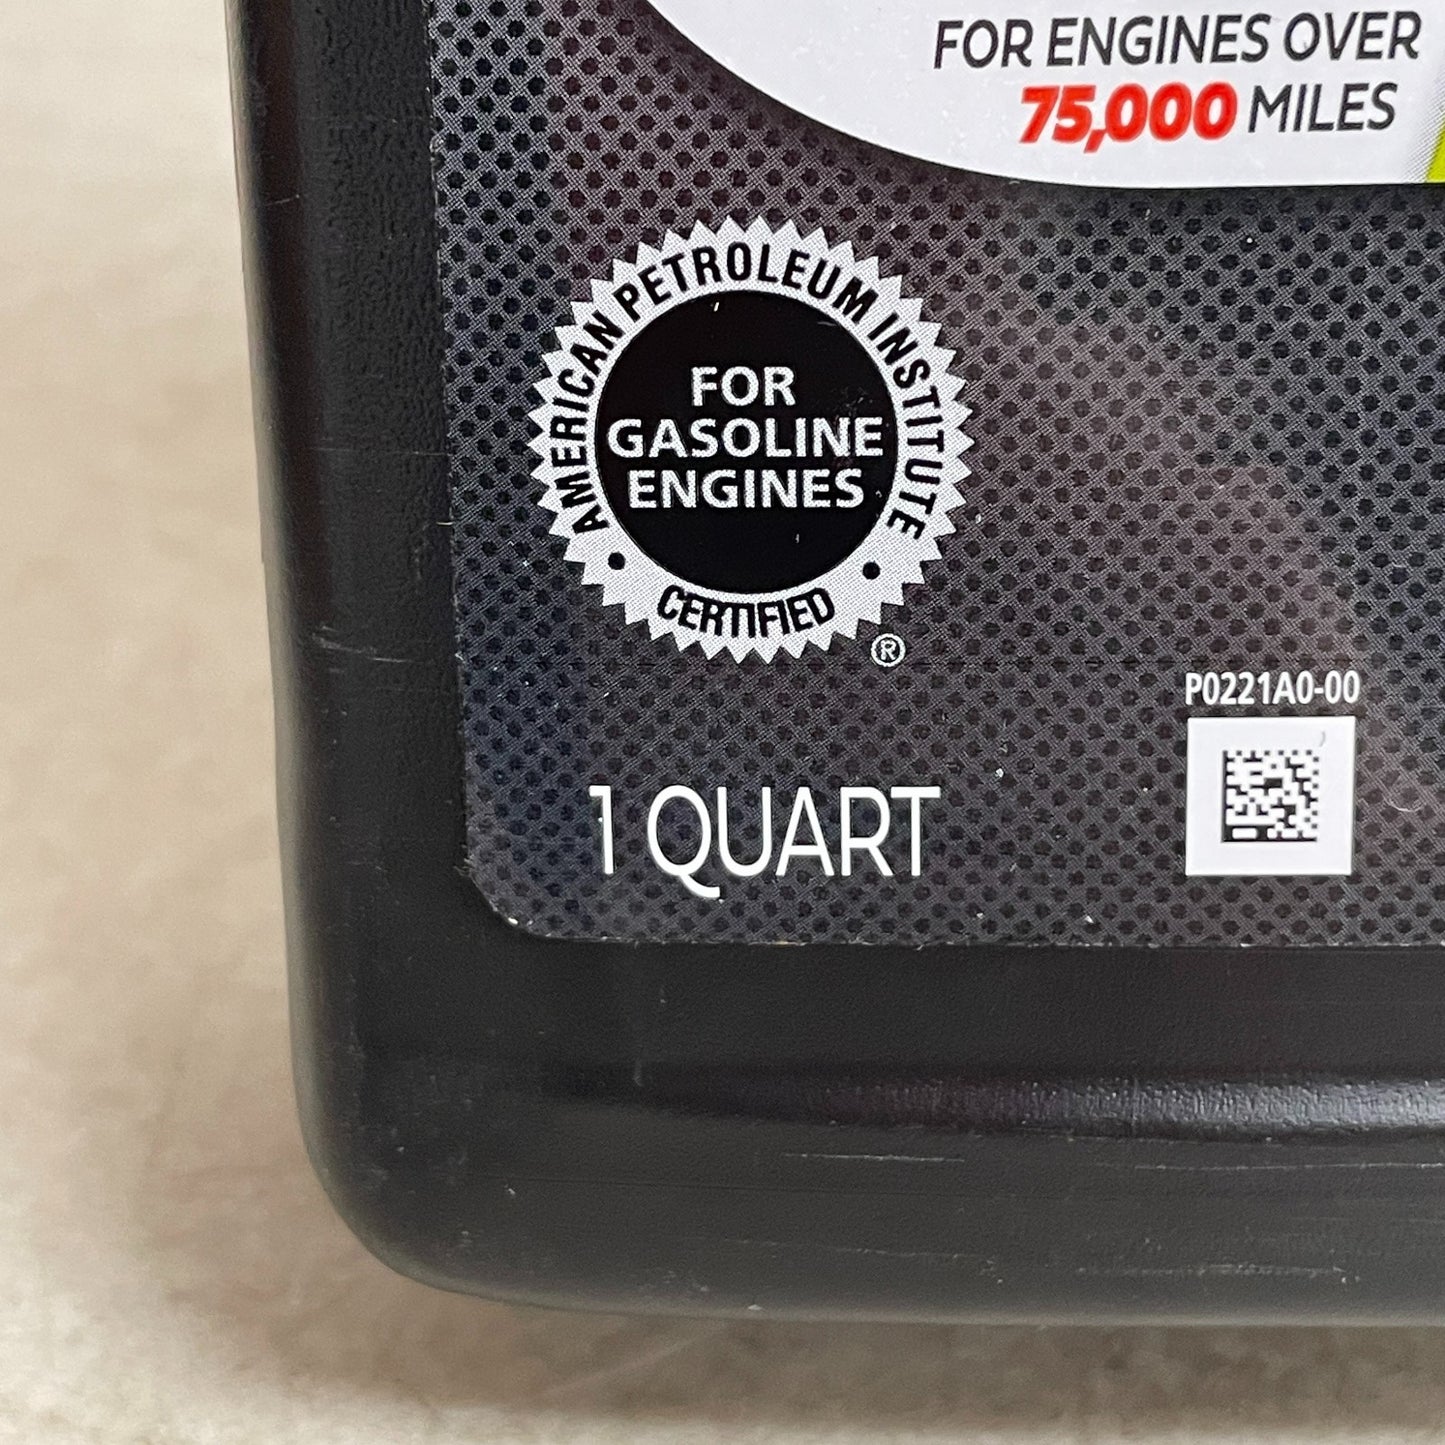 FOR ENGINES OVER
75,000 MILES
AMERICAN PETROLEUM INSTITUTE
FOR
GASOLINE
ENGINES
CERTIFIED
®
P0221A0-00
1 QUART